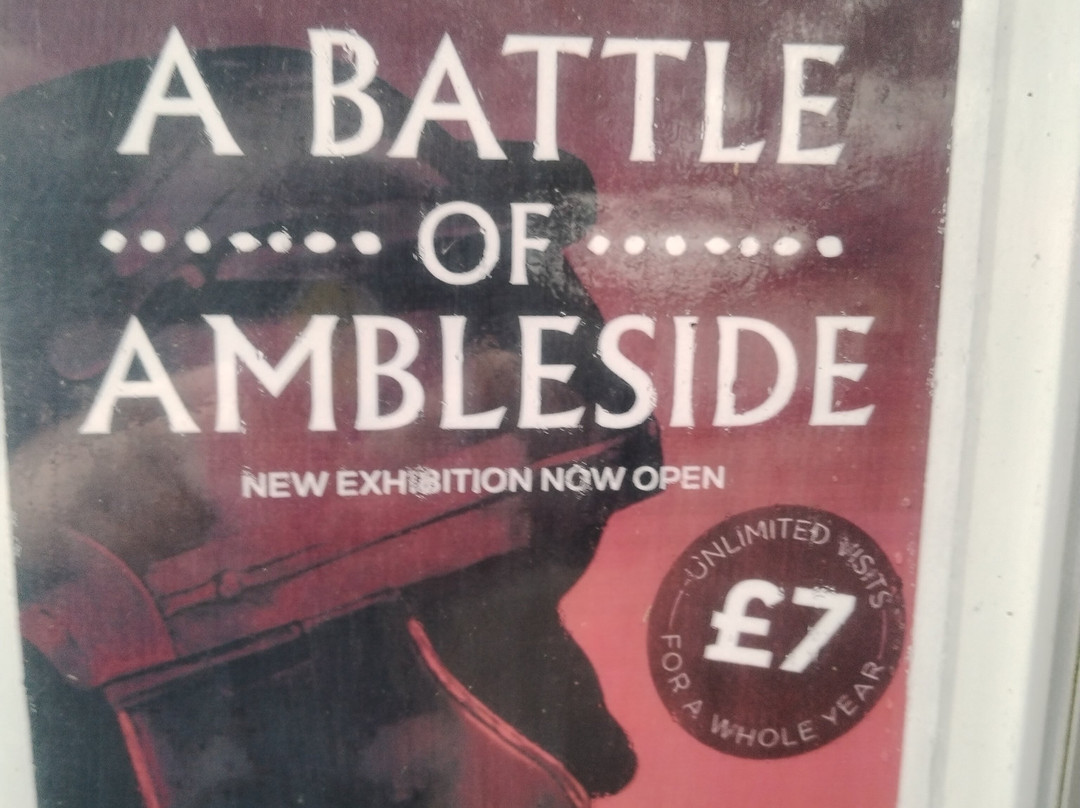 A BATTLE
OF
AMBLESIDE
NEW EXHIBITION NOW OPEN
UNLIMITED VISITS
£7
FOR A WHOLE YEAR